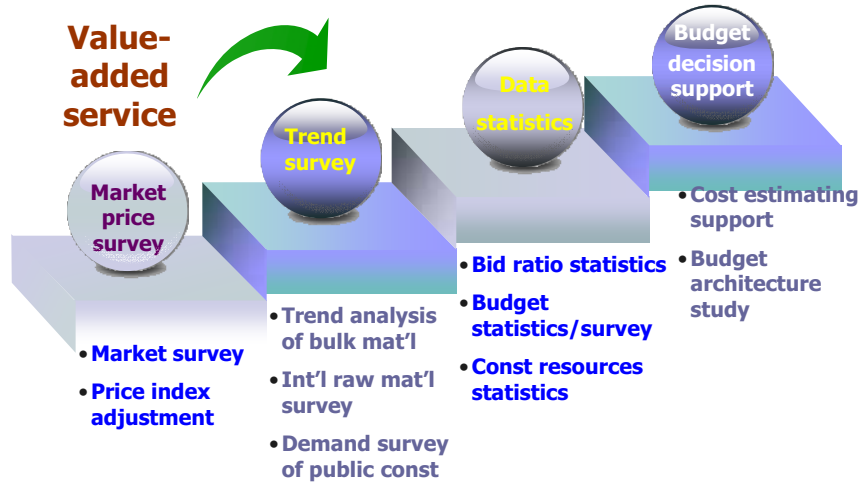 Value-
added
service
Market
price
survey
• Market survey
• Price index
adjustment
Trend
survey
• Trend analysis
of bulk mat’l
• Int’l raw mat’l
survey
• Demand survey
of public const
Data
statistics
• Bid ratio statistics
• Budget
statistics/survey
• Const resources
statistics
Budget
decision
support
• Cost estimating
support
• Budget
architecture
study